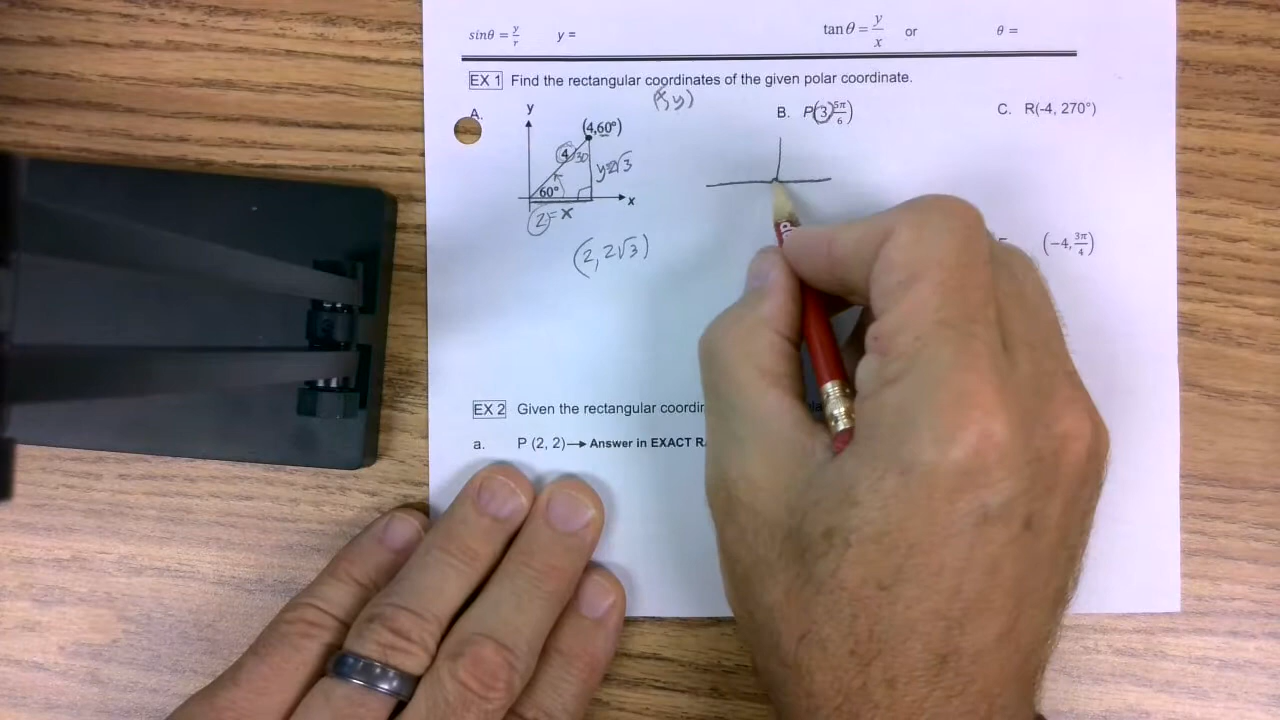 sinθ = y/r y = tanθ = y/x or θ =
EX 1 Find the rectangular coordinates of the given polar coordinate.
(x,y)
A. y B. P(3, 5π/6) C. R(-4, 270°)
(4,60°)
4 30 y=2√3
60° x
2 = x
(2, 2√3) (−4, 3π/4)
EX 2 Given the rectangular
a. P (2, 2) → Answer in EXACT